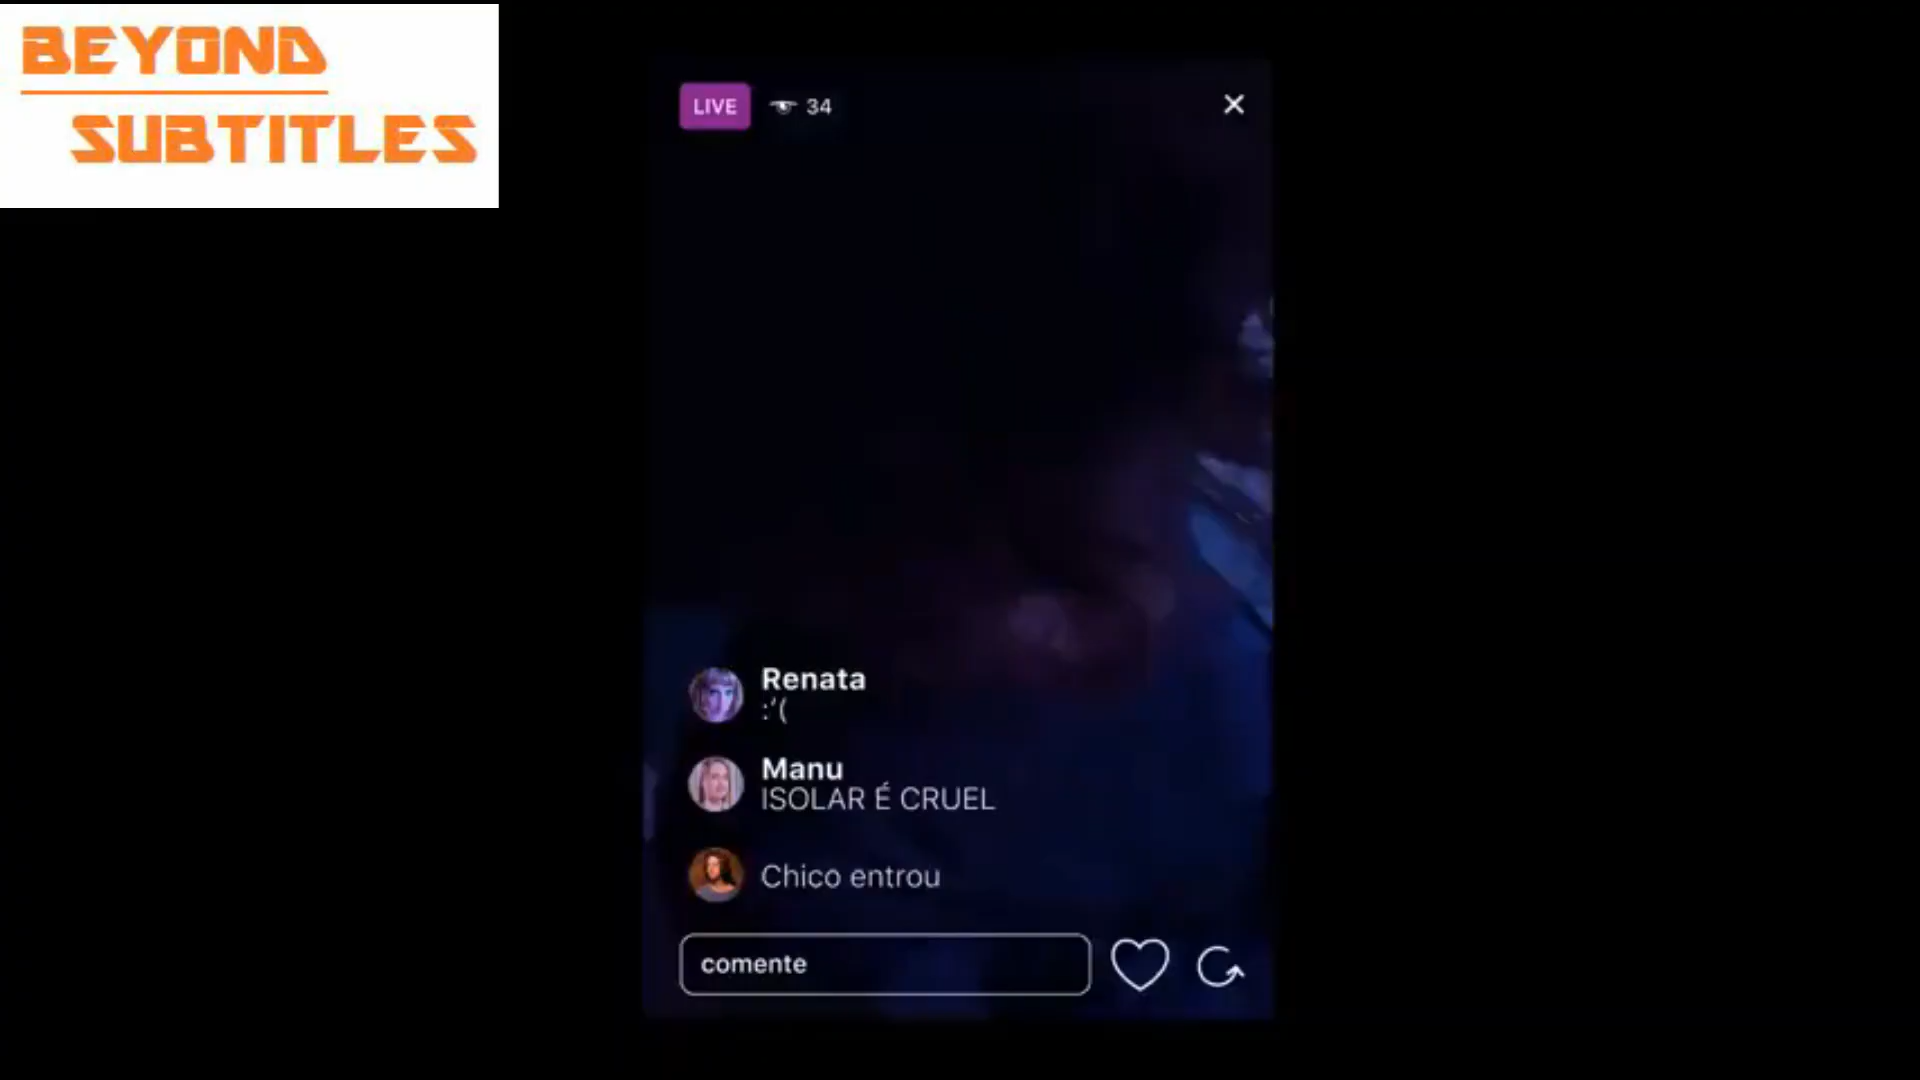 BEYOND
SUBTITLES
LIVE 34
Renata
:'(
Manu
ISOLAR É CRUEL
Chico entrou
comente